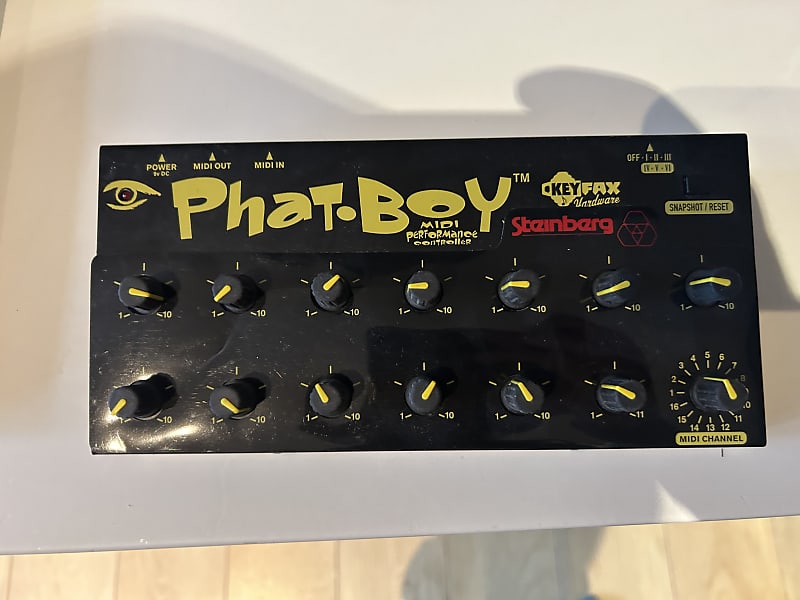 POWER
9v DC
MIDI OUT
MIDI IN
OFF · I · II · III
IV · V · VI
PHAT·BOY™
MIDI
PERFORMANCE
CONTROLLER
KEYFAX
Hardware
Steinberg
SNAPSHOT / RESET
1 10
1 10
1 10
1 10
1 10
1 10
1 10
1 10
1 10
1 10
1 10
1 10
1 11
1 2 3 4 5 6 7 8 10 11 12 13 14 15 16
MIDI CHANNEL